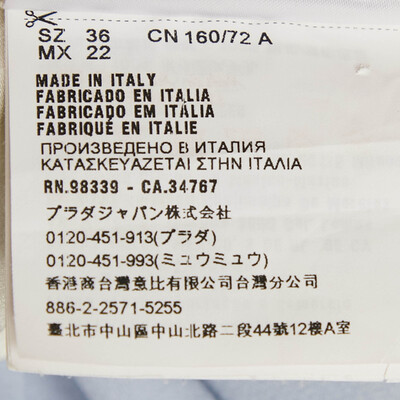 SZ 36 CN 160/72 A
MX 22
MADE IN ITALY
FABRICADO EN ITALIA
FABRICADO EM ITÁLIA
FABRIQUÉ EN ITALIE
ПРОИЗВЕДЕНО В ИТАЛИЯ
ΚΑΤΑΣΚΕΥΑΖΕΤΑΙ ΣΤΗΝ ΙΤΑΛΙΑ
RN.98339 - CA.34767
プラダジャパン株式会社
0120-451-913(プラダ)
0120-451-993(ミュウミュウ)
香港商台灣意比有限公司台灣分公司
886-2-2571-5255
臺北市中山區中山北路二段44號12樓A室